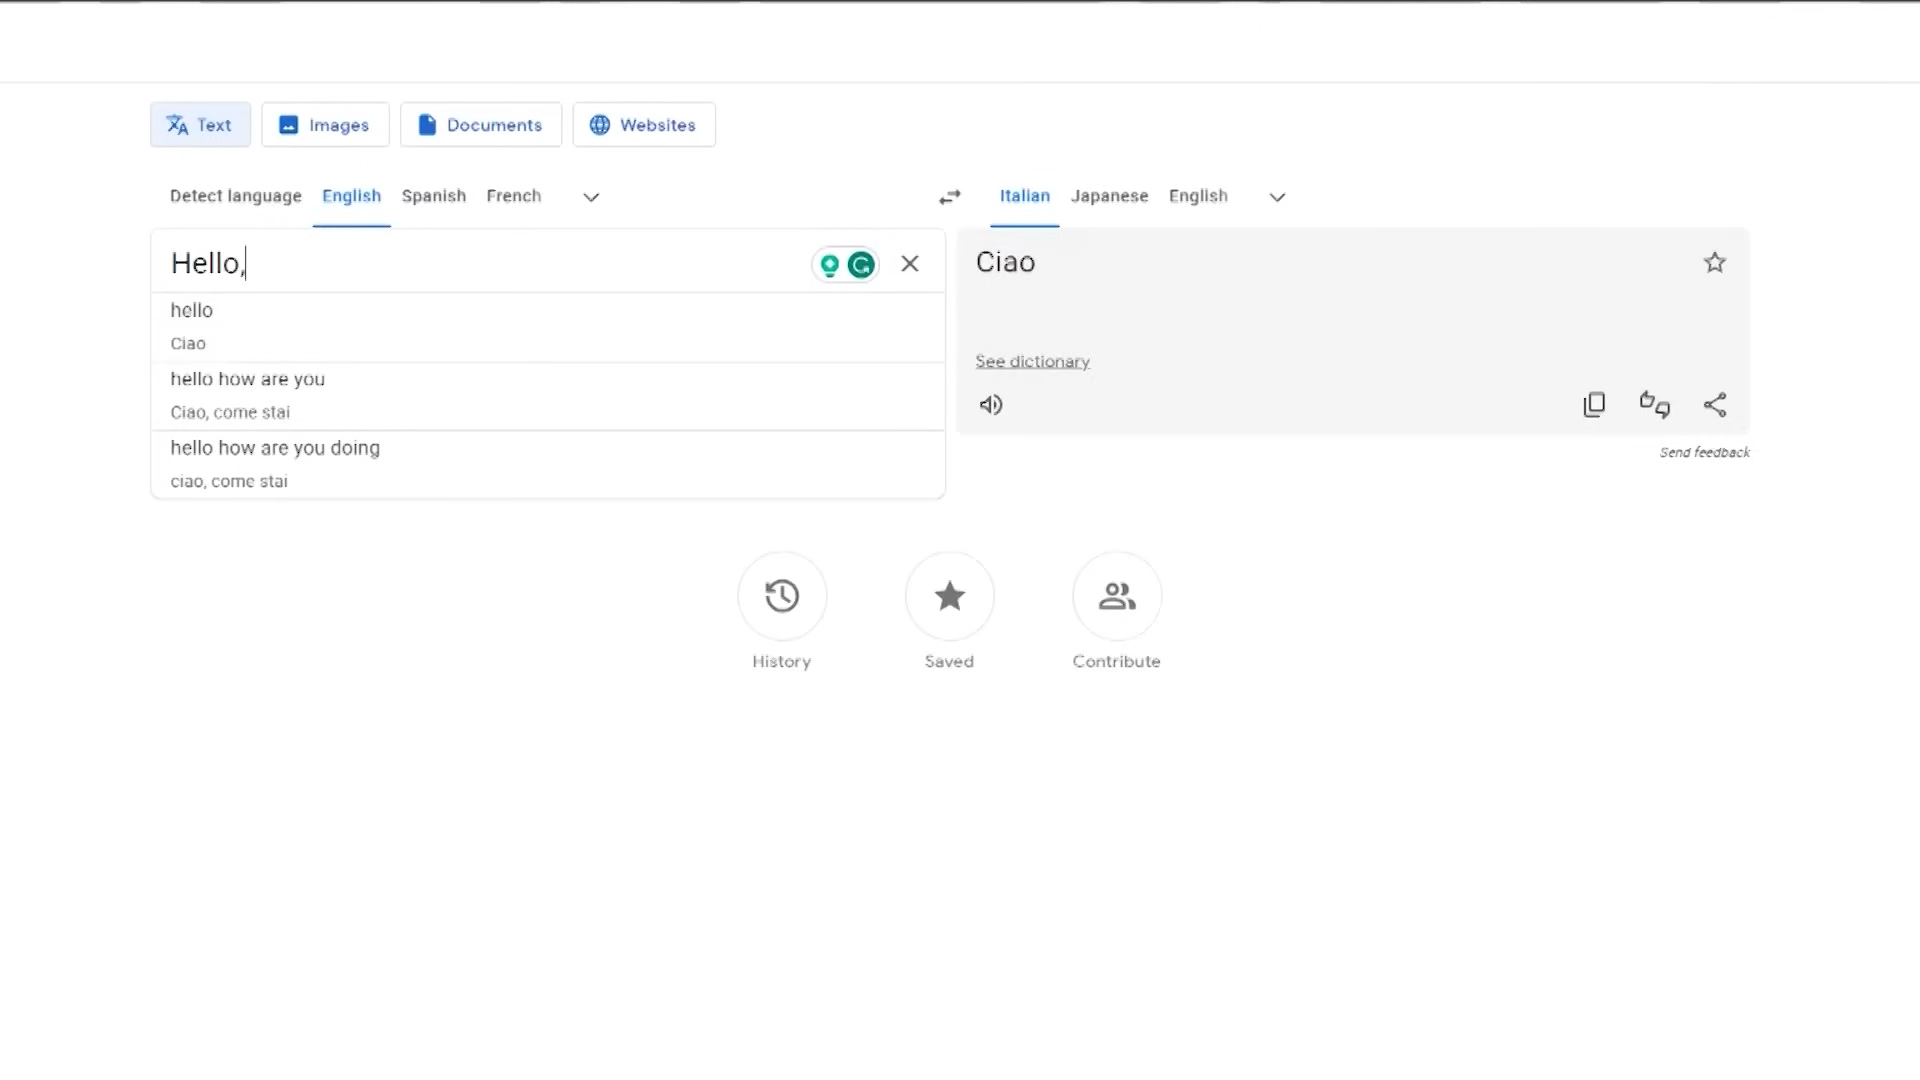 Text Images Documents Websites
Detect language English Spanish French Italian Japanese English
Hello,
Ciao
hello
Ciao
hello how are you
Ciao, come stai
hello how are you doing
ciao, come stai
See dictionary
Send feedback
History Saved Contribute